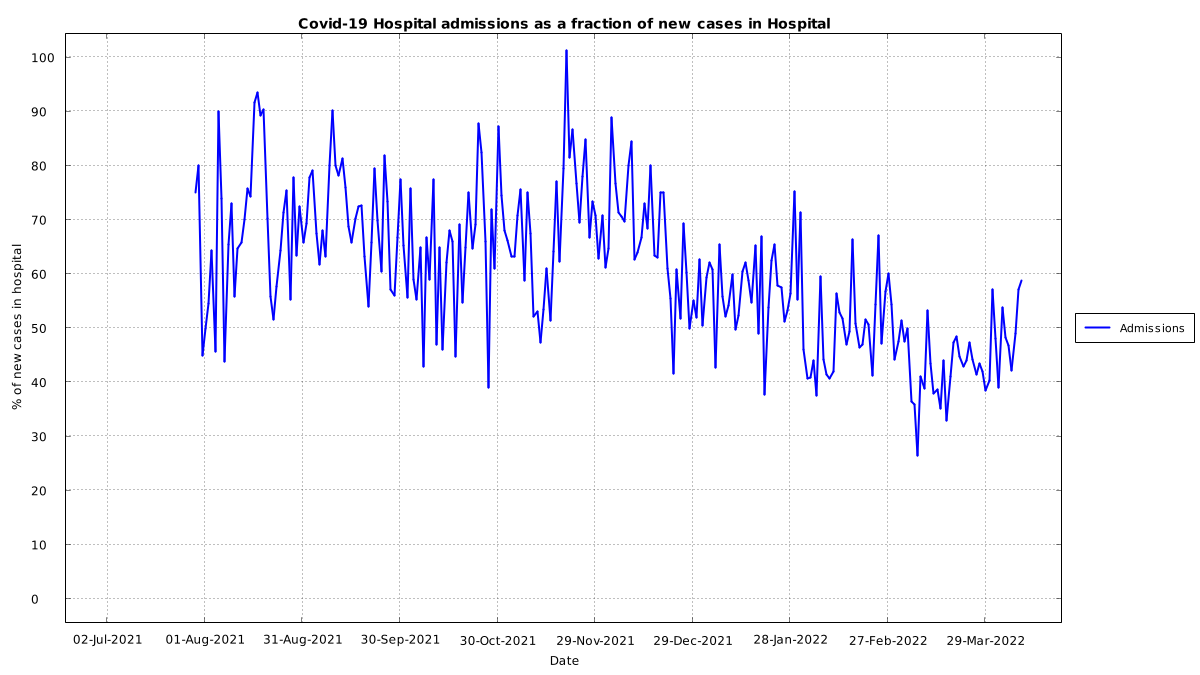 Covid-19 Hospital admissions as a fraction of new cases in Hospital
100
90
80
70
60
50
40
30
20
10
0
% of new cases in hospital
02-Jul-2021 01-Aug-2021 31-Aug-2021 30-Sep-2021 30-Oct-2021 29-Nov-2021 29-Dec-2021 28-Jan-2022 27-Feb-2022 29-Mar-2022
Date
Admissions